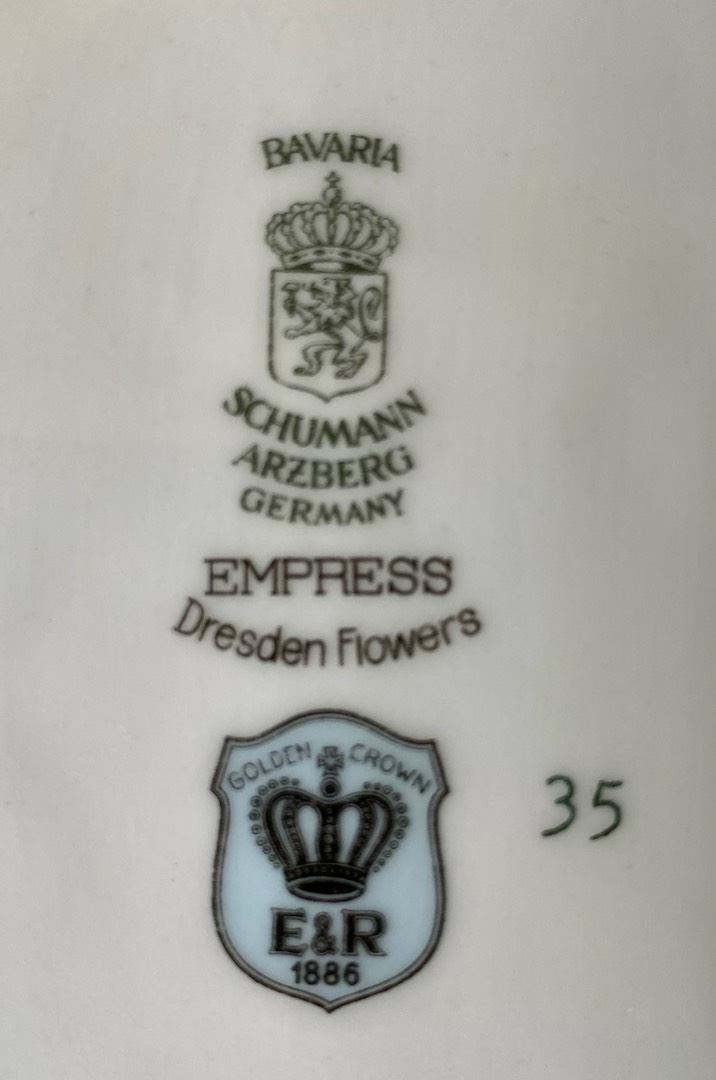 BAVARIA
SCHUMANN
ARZBERG
GERMANY
EMPRESS
Dresden Flowers
GOLDEN CROWN
E&R
1886
35